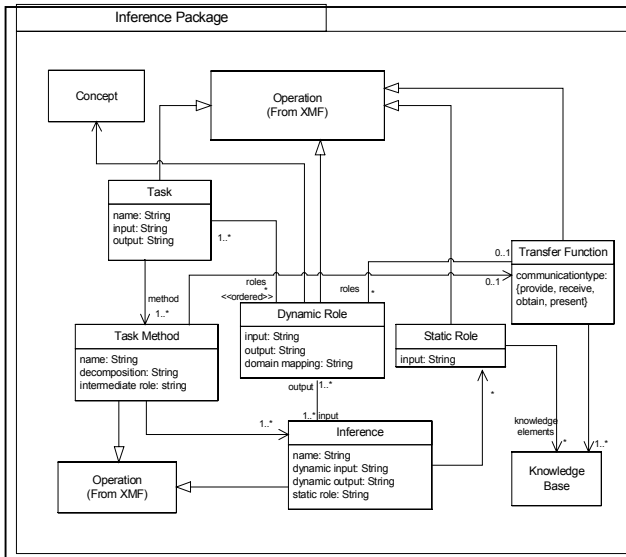 Inference Package
Concept
Operation
(From XMF)
Task
name: String
input: String
output: String
1..*
0..1
Transfer Function
communicationtype:
{provide, receive,
obtain, present}
method
1..*
roles
*
<<ordered>>
roles
*
0..1
Task Method
name: String
decomposition: String
intermediate role: string
Dynamic Role
input: String
output: String
domain mapping: String
Static Role
input: String
output
1..*
1..*
1..*
input
*
knowledge
elements
*
1..*
Inference
name: String
dynamic input: String
dynamic output: String
static role: String
Operation
(From XMF)
Knowledge
Base